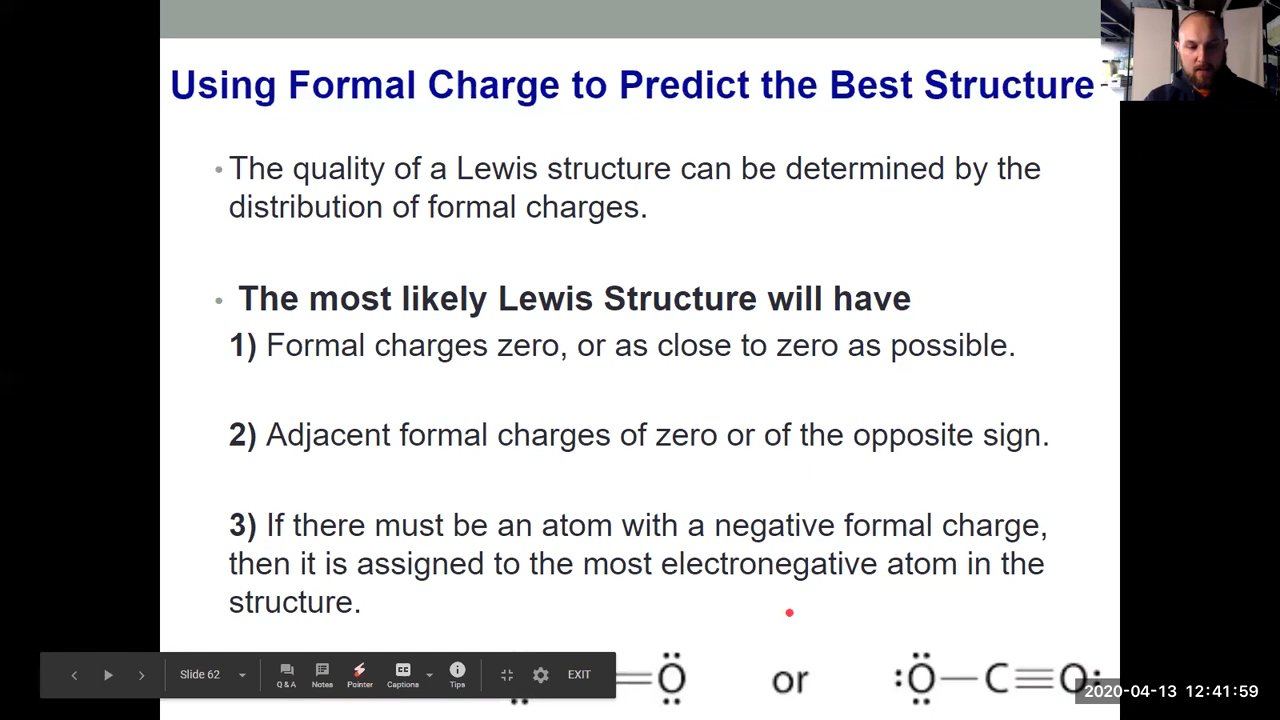 Using Formal Charge to Predict the Best Structure
• The quality of a Lewis structure can be determined by the
distribution of formal charges.
• The most likely Lewis Structure will have
1) Formal charges zero, or as close to zero as possible.
2) Adjacent formal charges of zero or of the opposite sign.
3) If there must be an atom with a negative formal charge,
then it is assigned to the most electronegative atom in the
structure.
=O or :O—C≡O:
Slide 62 Q & A Notes Pointer CC Captions Tips EXIT
2020-04-13 12:41:59